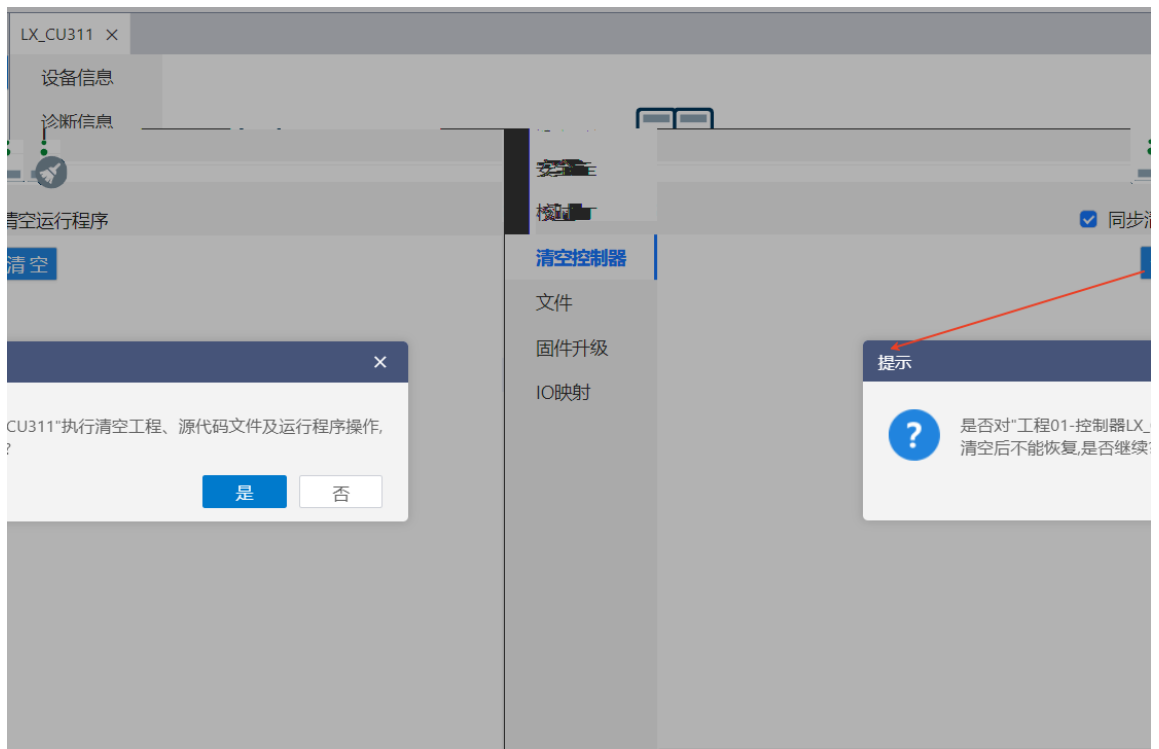 LX_CU311
设备信息
诊断信息
清空运行程序
清空
CU311"执行清空工程、源代码文件及运行程序操作,
?
是
否
清空控制器
文件
固件升级
IO映射
同步清
提示
是否对"工程01-控制器LX_
清空后不能恢复,是否继续?